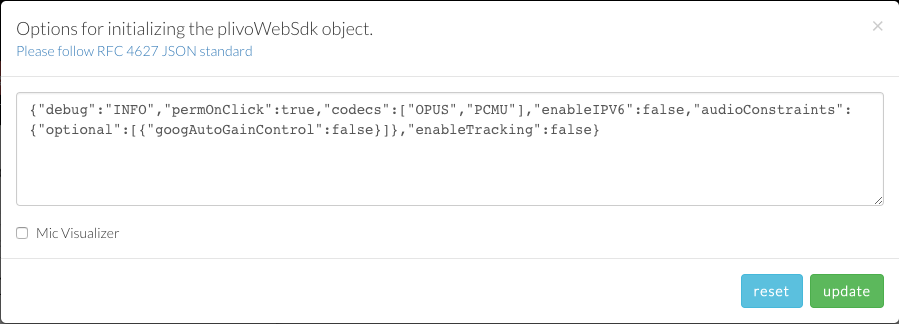 Options for initializing the plivoWebSdk object.
×
Please follow RFC 4627 JSON standard
{"debug":"INFO","permOnClick":true,"codecs":["OPUS","PCMU"],"enableIPV6":false,"audioConstraints":
{"optional":[{"googAutoGainControl":false}]},"enableTracking":false}
Mic Visualizer
reset
update